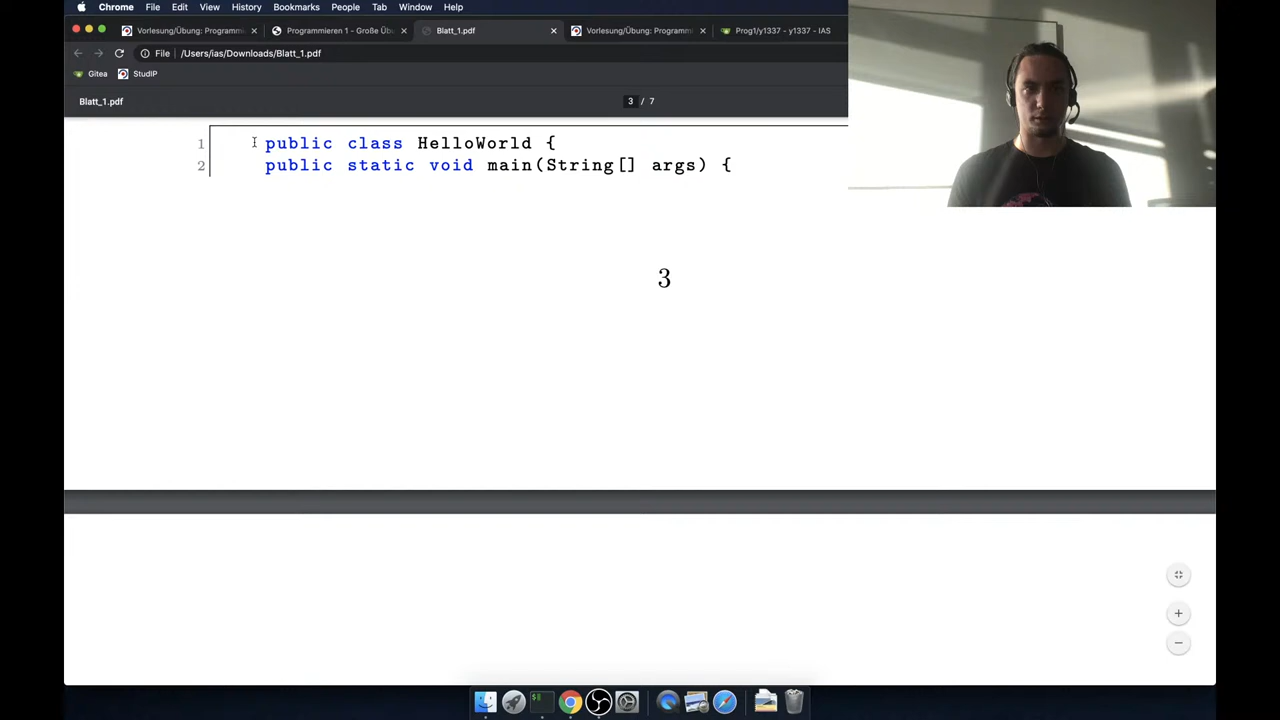 Chrome File Edit View History Bookmarks People Tab Window Help
Vorlesung/Übung: Programm Programmieren 1 - Große Üb Blatt_1.pdf Vorlesung/Übung: Programm Prog1/y1337 - y1337 - IAS
File /Users/ias/Downloads/Blatt_1.pdf
Gitea StudIP
Blatt_1.pdf 3 / 7
1 public class HelloWorld {
2 public static void main(String[] args) {
3